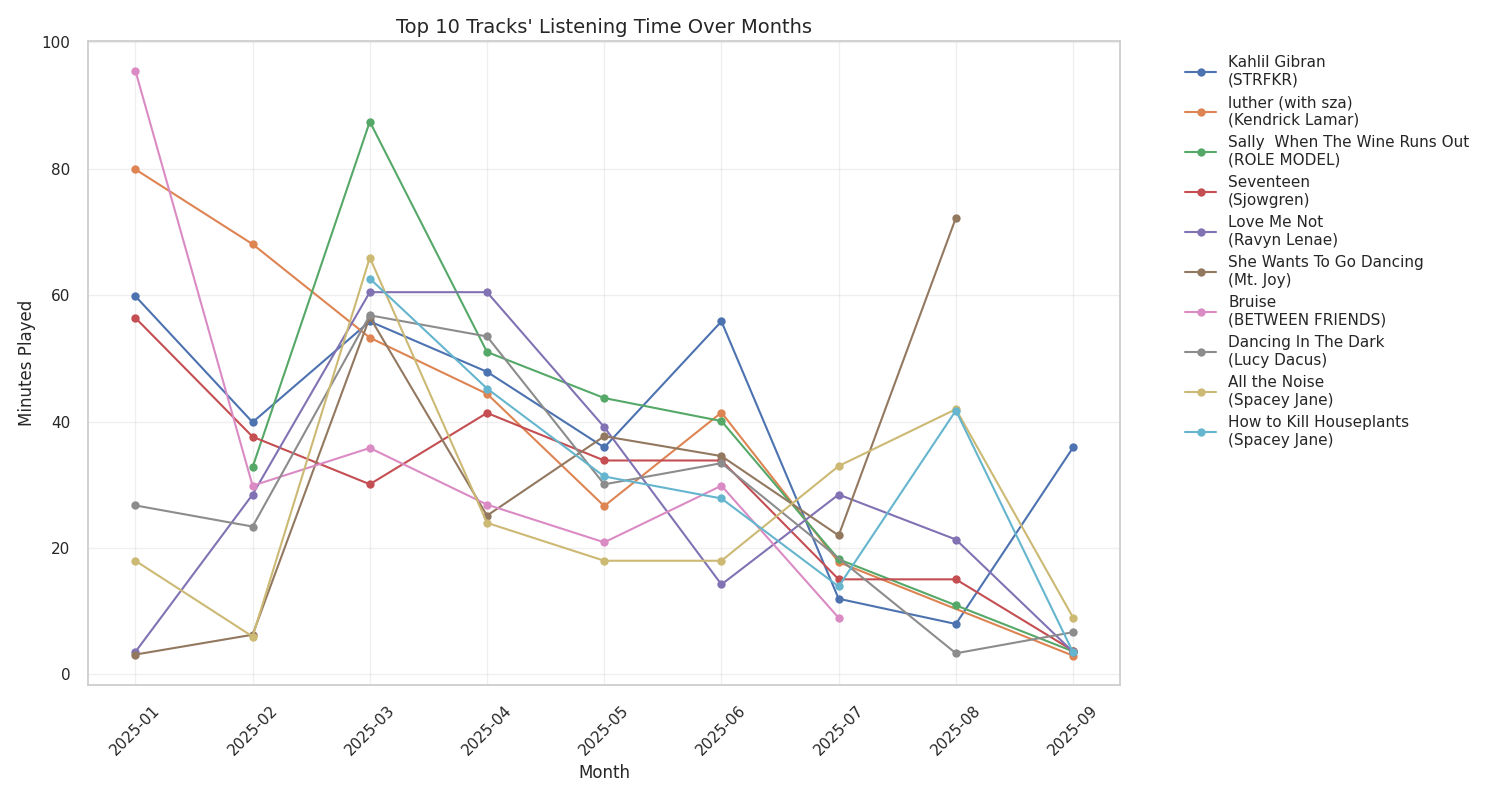 Top 10 Tracks' Listening Time Over Months
100
80
60
40
20
0
Minutes Played
2025-01
2025-02
2025-03
2025-04
2025-05
2025-06
2025-07
2025-08
2025-09
Month
Kahlil Gibran
(STRFKR)
luther (with sza)
(Kendrick Lamar)
Sally  When The Wine Runs Out
(ROLE MODEL)
Seventeen
(Sjowgren)
Love Me Not
(Ravyn Lenae)
She Wants To Go Dancing
(Mt. Joy)
Bruise
(BETWEEN FRIENDS)
Dancing In The Dark
(Lucy Dacus)
All the Noise
(Spacey Jane)
How to Kill Houseplants
(Spacey Jane)